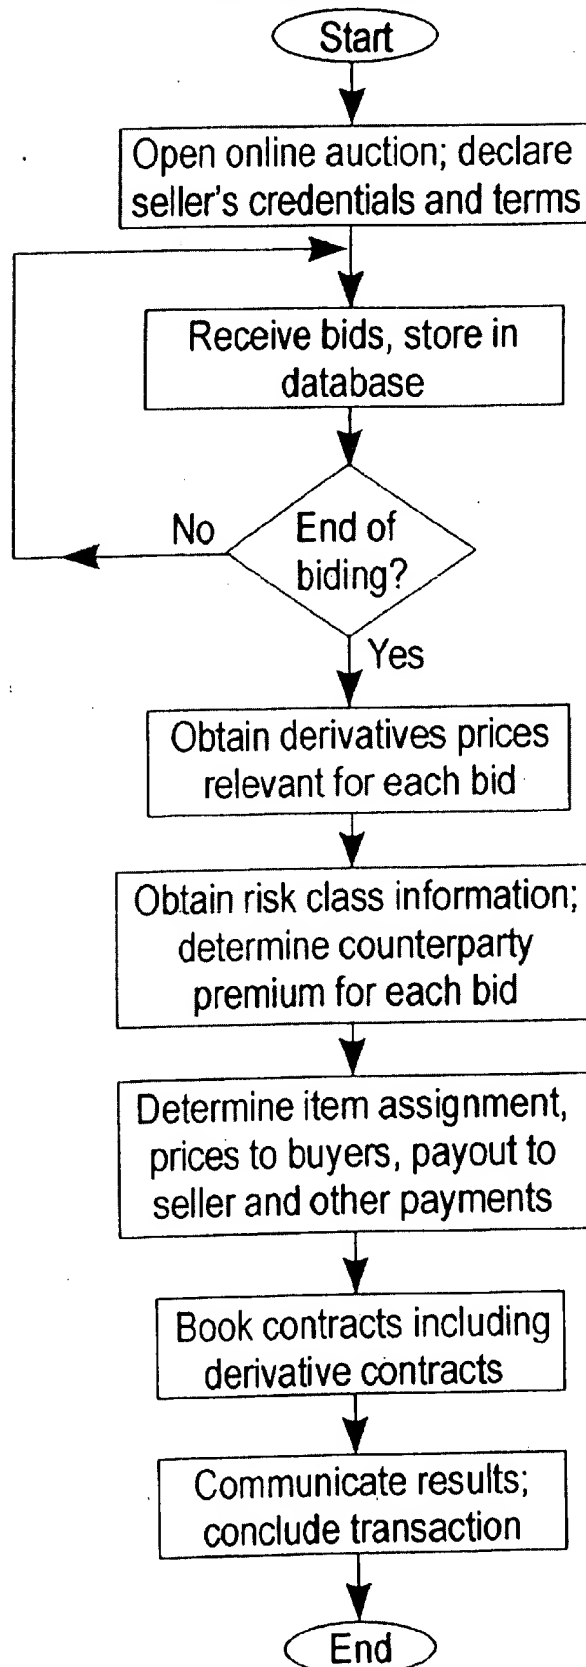 Start
Open online auction; declare
seller's credentials and terms
Receive bids, store in
database
No
End of
biding?
Yes
Obtain derivatives prices
relevant for each bid
Obtain risk class information;
determine counterparty
premium for each bid
Determine item assignment,
prices to buyers, payout to
seller and other payments
Book contracts including
derivative contracts
Communicate results;
conclude transaction
End